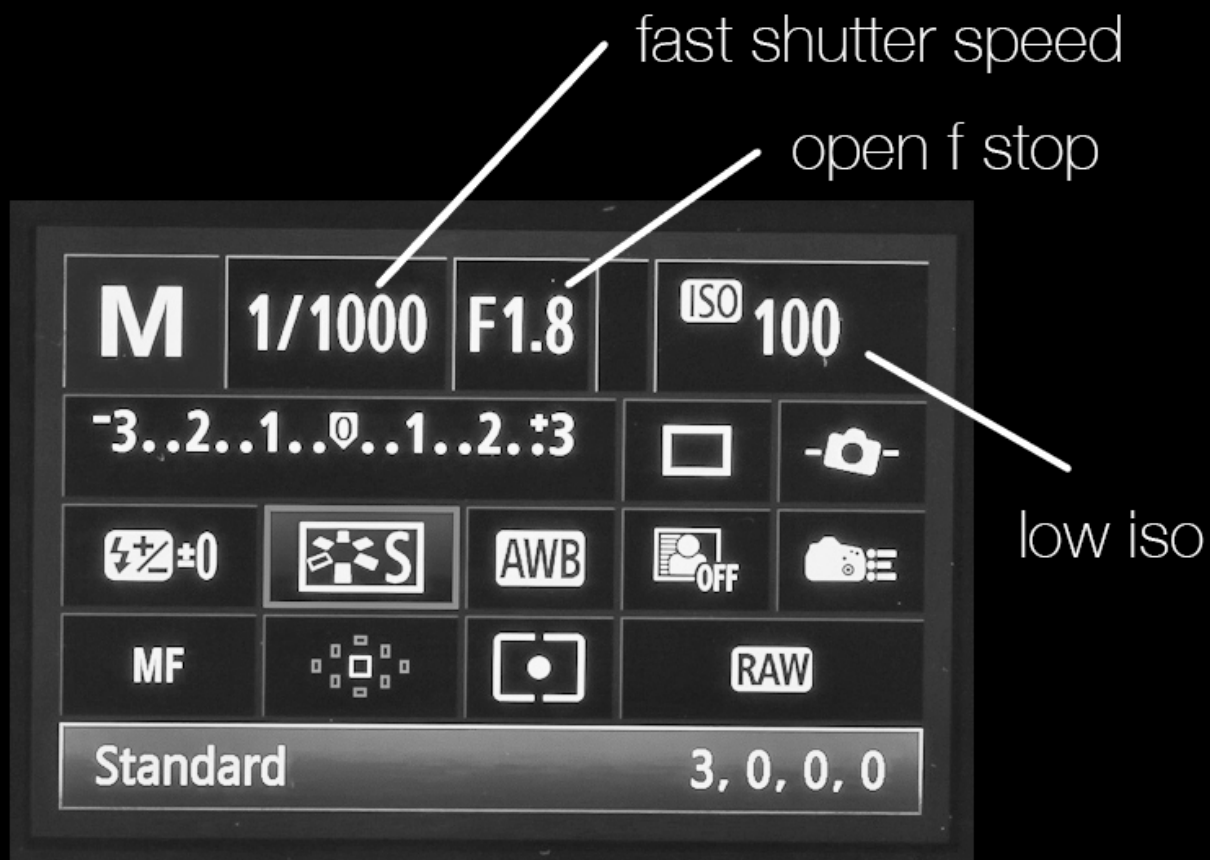 fast shutter speed
open f stop
M 1/1000 F1.8 ISO 100
-3..2..1..0..1..2.:+3
low iso
±0 S AWB OFF
MF RAW
Standard 3, 0, 0, 0